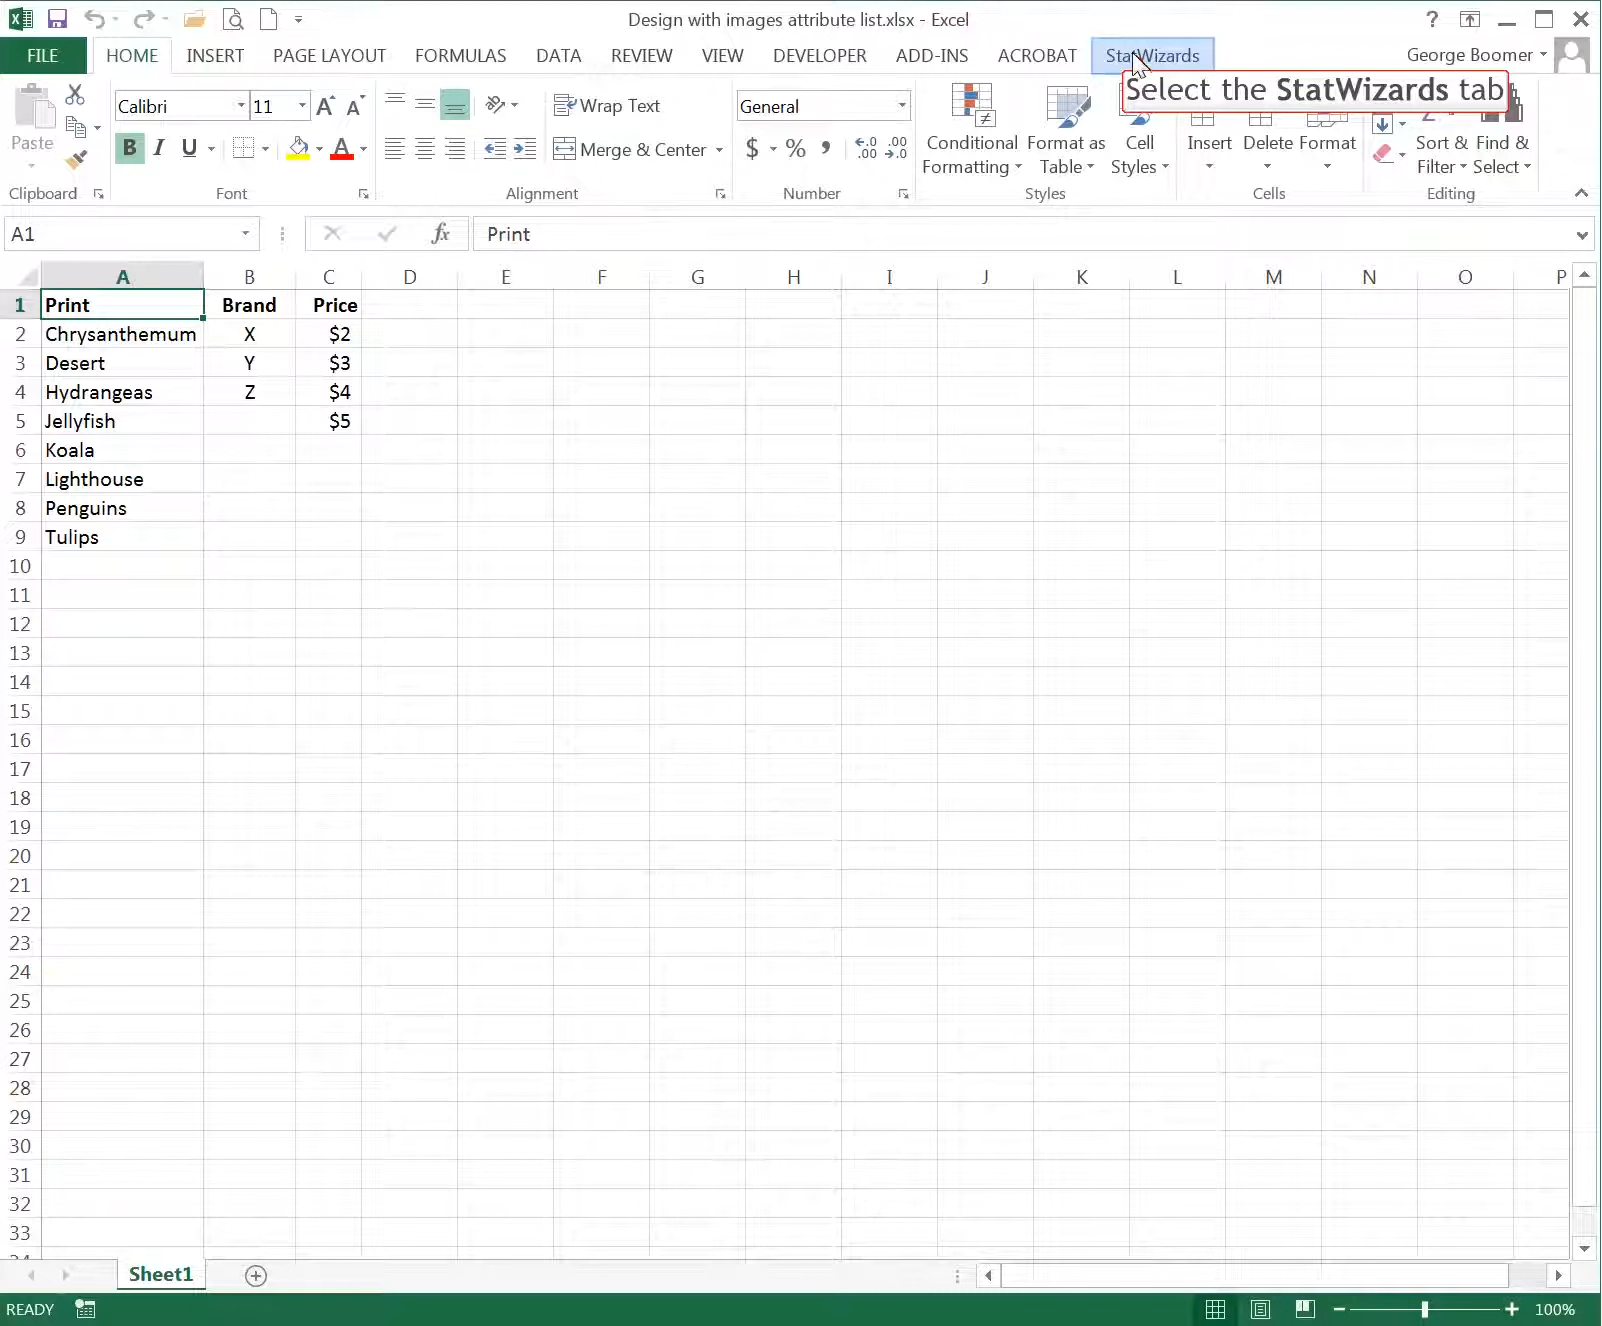 Design with images attribute list.xlsx - Excel
?
FILE HOME INSERT PAGE LAYOUT FORMULAS DATA REVIEW VIEW DEVELOPER ADD-INS ACROBAT StatWizards George Boomer
Select the StatWizards tab
Paste
Calibri 11
B I U
Wrap Text
Merge & Center
General
$ % ,
Conditional Formatting
Format as Table
Cell Styles
Insert Delete Format
Sort & Filter
Find & Select
Clipboard Font Alignment Number Styles Cells Editing
A1 fx Print
A B C D E F G H I J K L M N O P
1 Print Brand Price
2 Chrysanthemum X $2
3 Desert Y $3
4 Hydrangeas Z $4
5 Jellyfish $5
6 Koala
7 Lighthouse
8 Penguins
9 Tulips
10
11
12
13
14
15
16
17
18
19
20
21
22
23
24
25
26
27
28
29
30
31
32
33
Sheet1
READY 100%